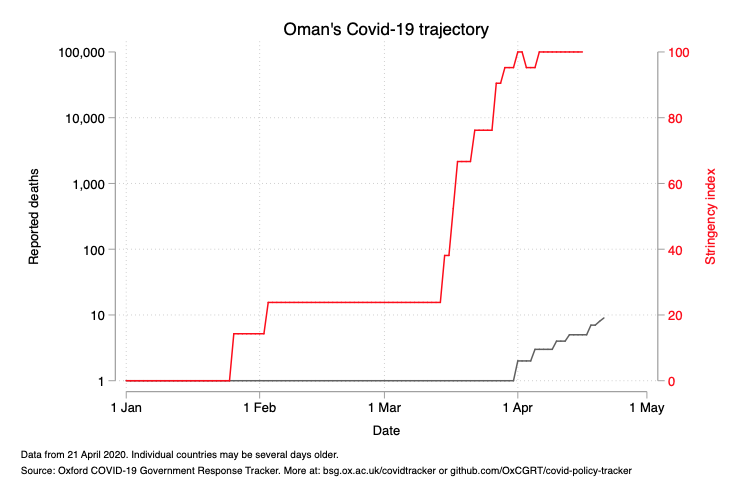 Oman's Covid-19 trajectory
100,000
10,000
1,000
100
10
1
Reported deaths
100
80
60
40
20
0
Stringency index
1 Jan
1 Feb
1 Mar
1 Apr
1 May
Date
Data from 21 April 2020. Individual countries may be several days older.
Source: Oxford COVID-19 Government Response Tracker. More at: bsg.ox.ac.uk/covidtracker or github.com/OxCGRT/covid-policy-tracker